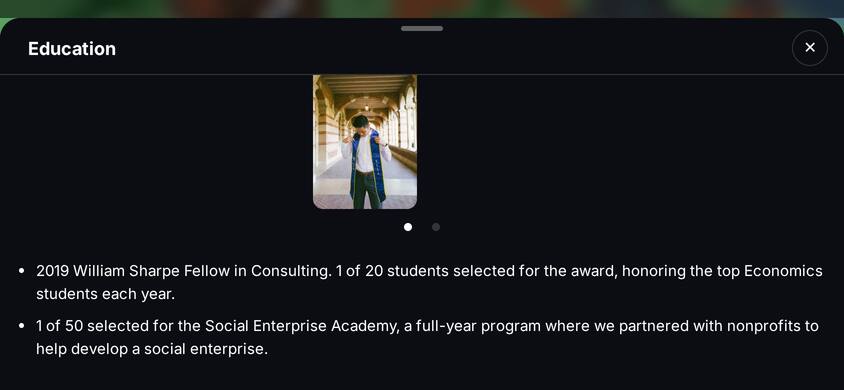 Education
2019 William Sharpe Fellow in Consulting. 1 of 20 students selected for the award, honoring the top Economics
students each year.
1 of 50 selected for the Social Enterprise Academy, a full-year program where we partnered with nonprofits to
help develop a social enterprise.